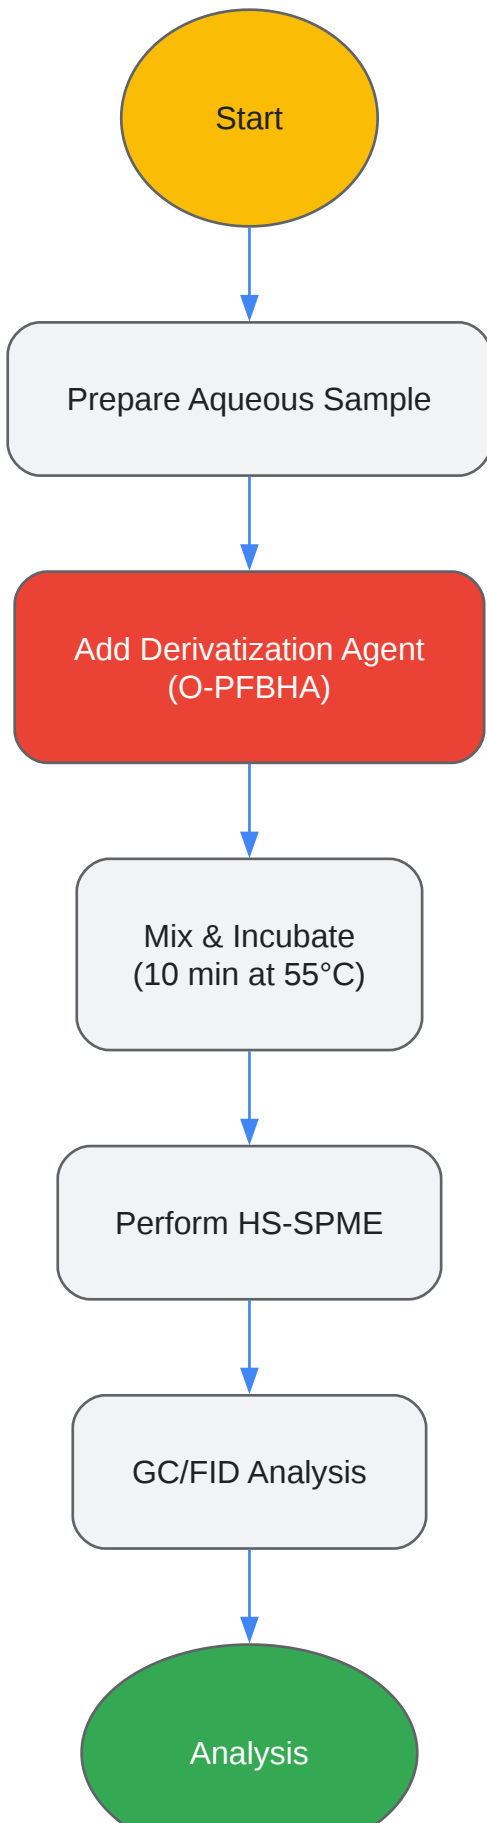 Start
Prepare Aqueous Sample
Add Derivatization Agent
(O-PFBHA)
Mix & Incubate
(10 min at 55°C)
Perform HS-SPME
GC/FID Analysis
Analysis